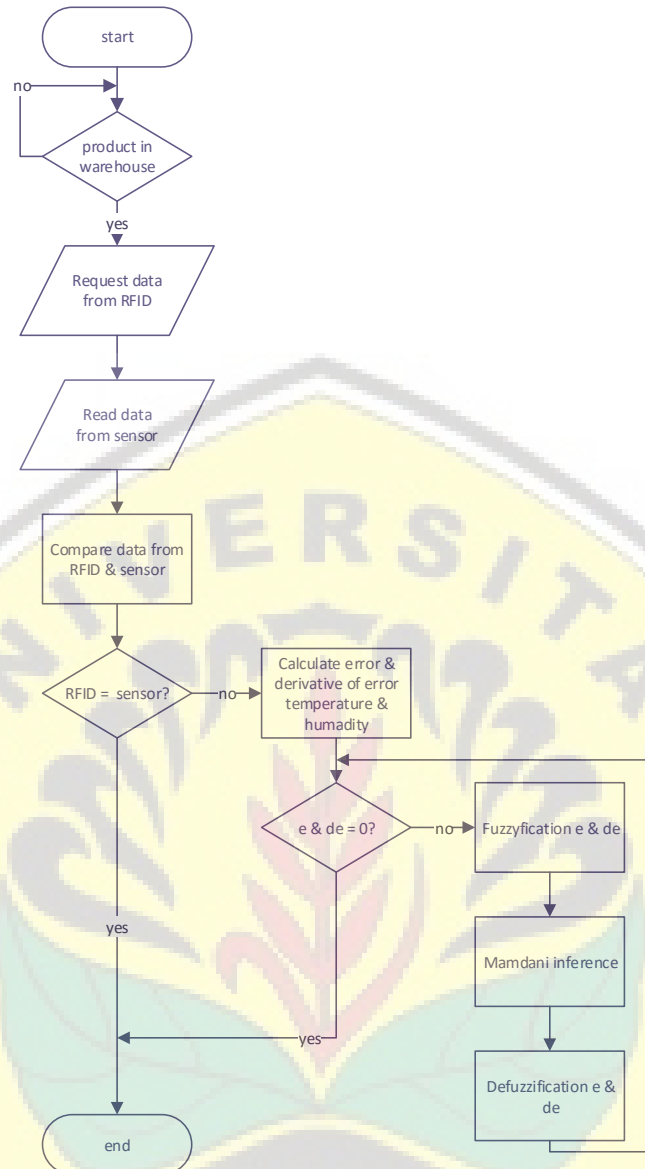 start
no
product in
warehouse
yes
Request data
from RFID
Read data
from sensor
Compare data from
RFID & sensor
RFID = sensor?
no
Calculate error &
derivative of error
temperature &
humadity
e & de = 0?
no
Fuzzyfication e & de
yes
Mamdani inference
yes
Defuzzification e &
de
end
NIVERSITA